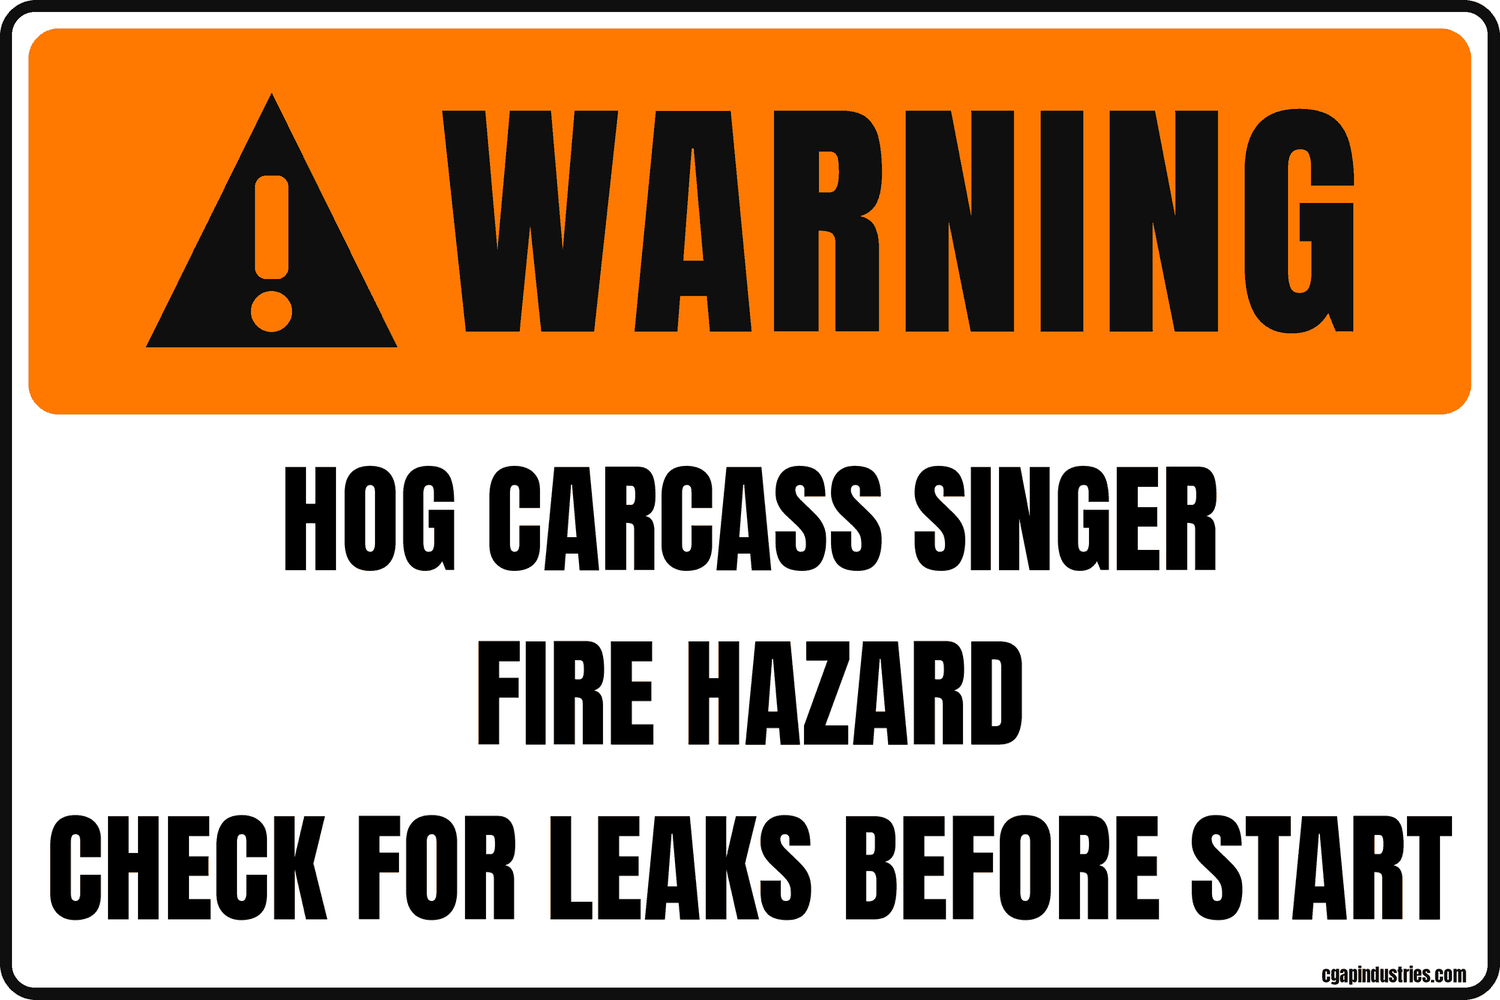 WARNING
HOG CARCASS SINGER
FIRE HAZARD
CHECK FOR LEAKS BEFORE START
cgapindustries.com